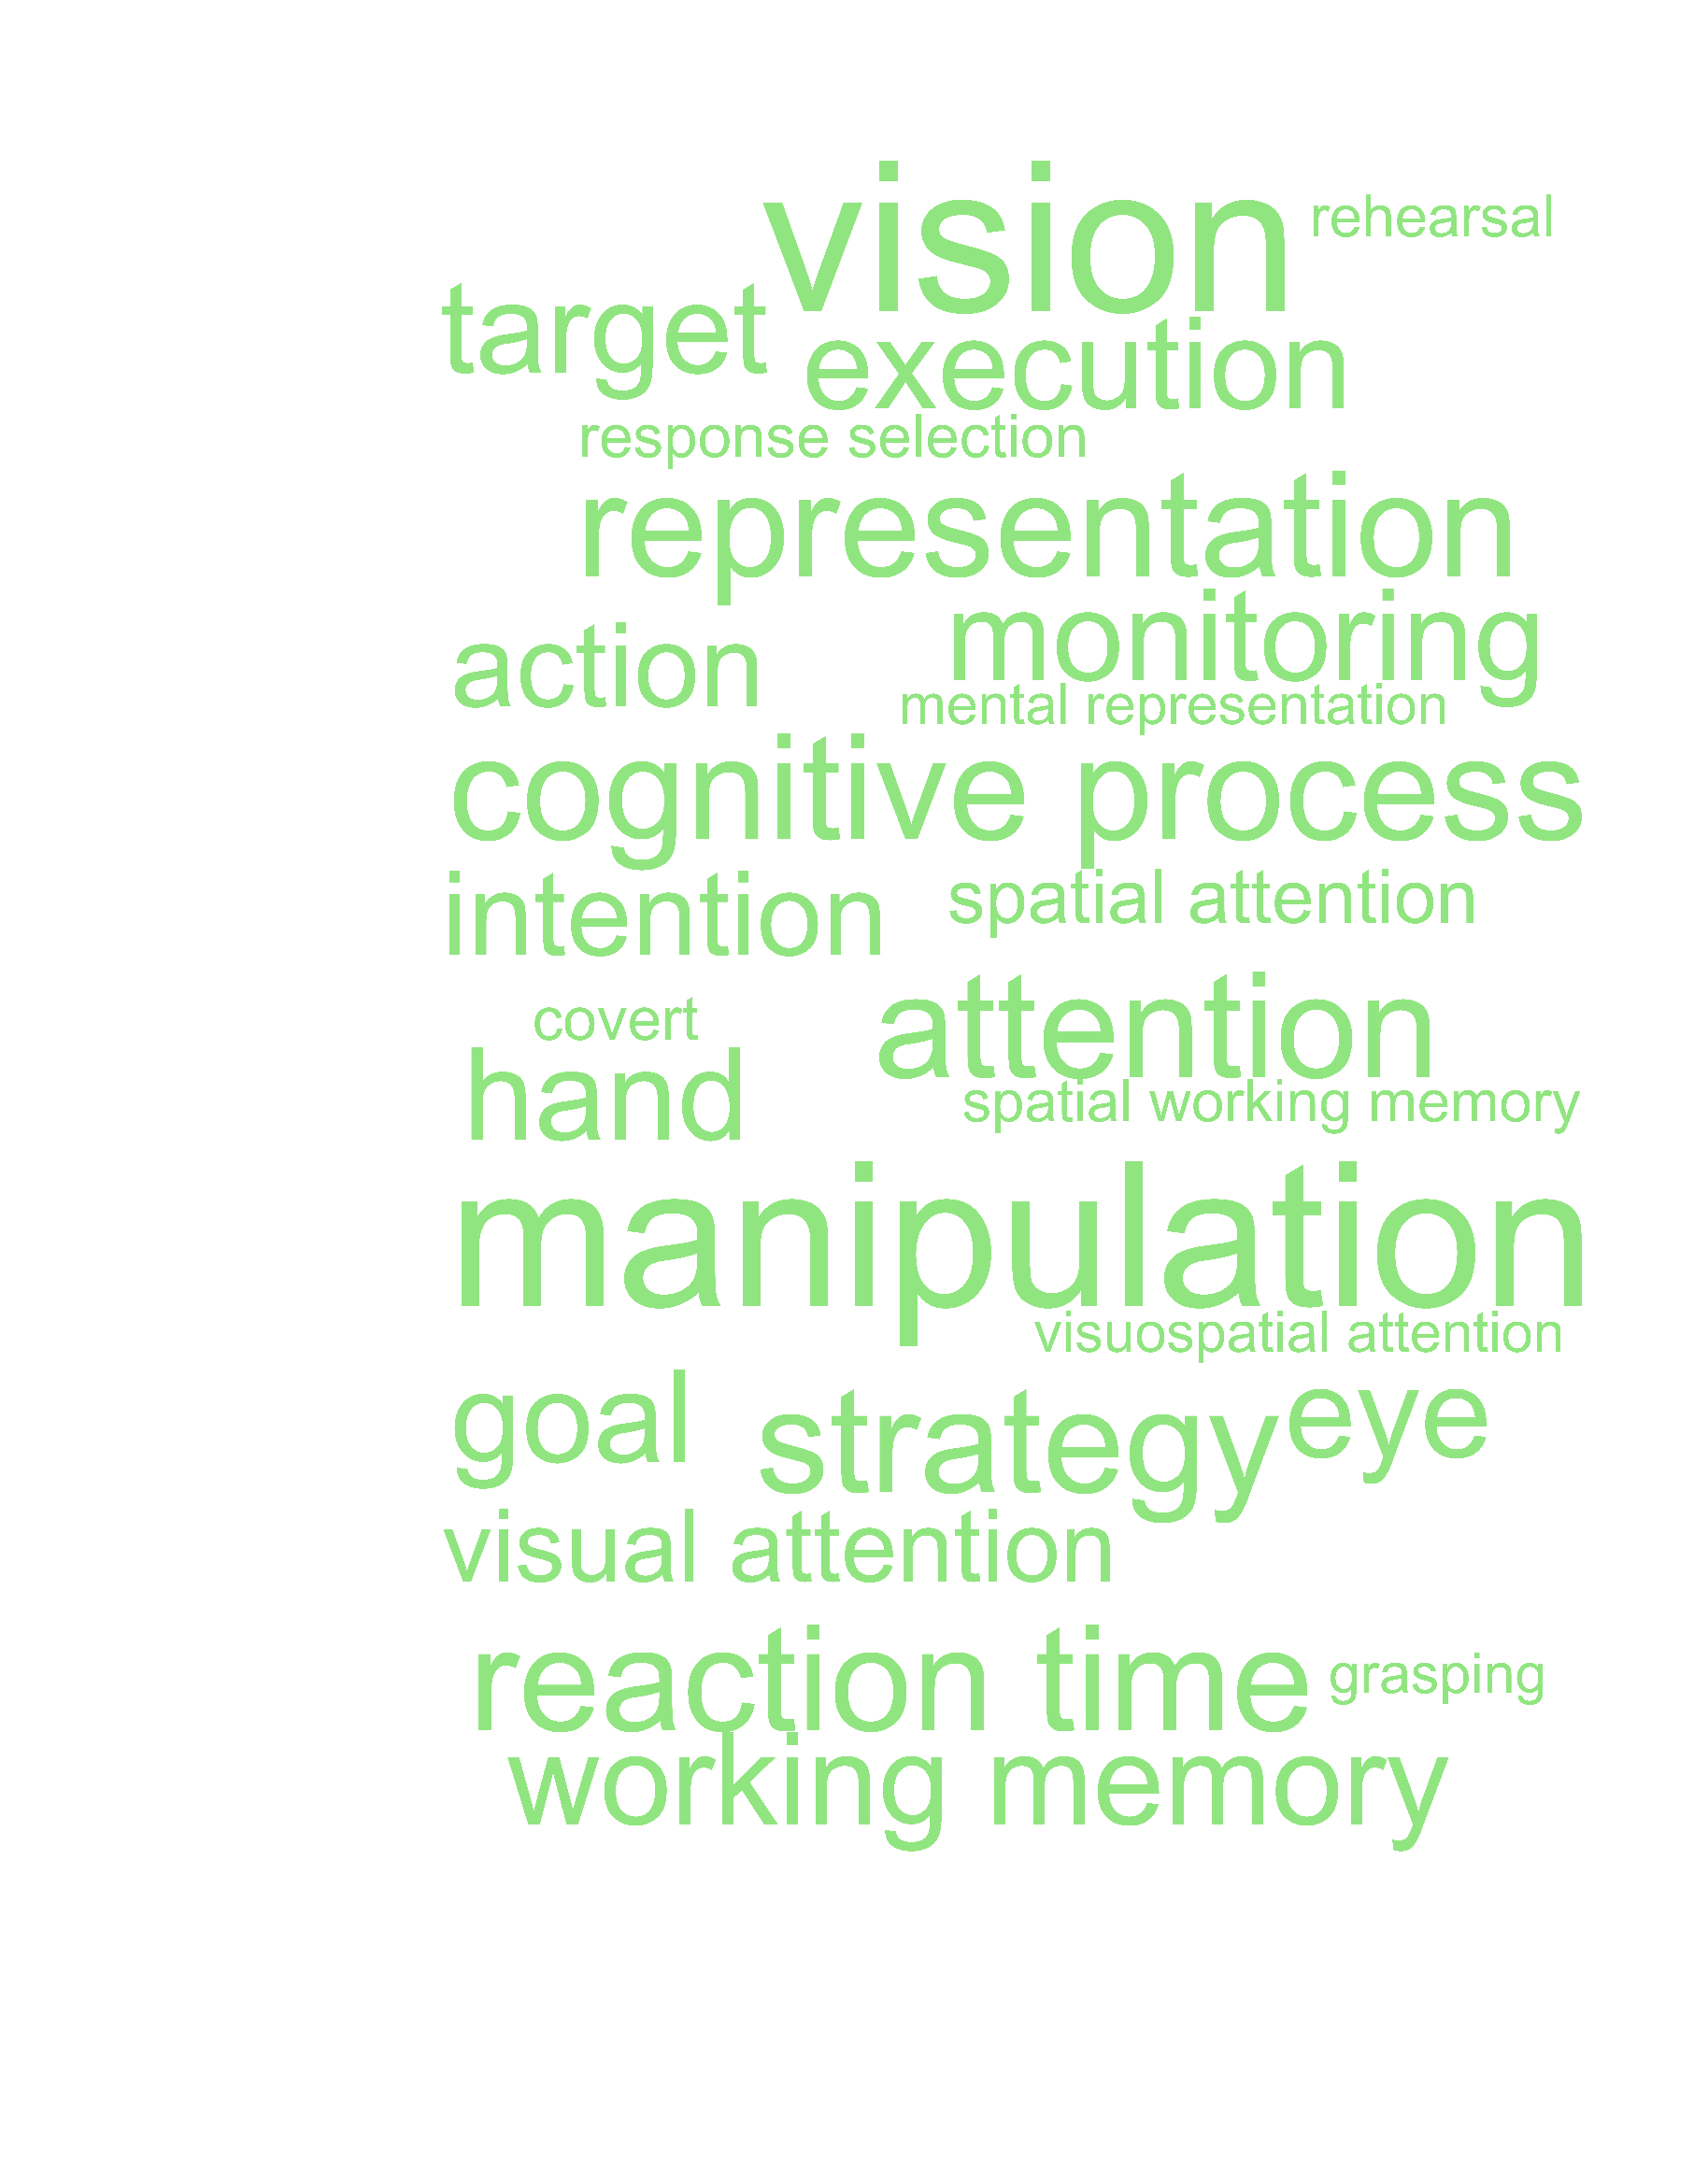 vision rehearsal
target
execution
response selection
representation
monitoring
action
mental representation
cognitive process
intention spatial attention
covert attention
hand spatial working memory
manipulation
visuospatial attention
goal strategy eye
visual attention
reaction time grasping
working memory